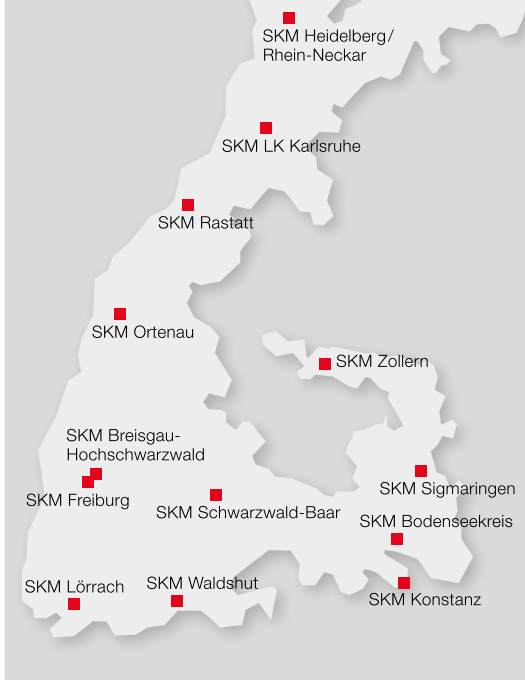 SKM Heidelberg/
Rhein-Neckar
SKM LK Karlsruhe
SKM Rastatt
SKM Ortenau
SKM Zollern
SKM Breisgau-
Hochschwarzwald
SKM Sigmaringen
SKM Freiburg
SKM Schwarzwald-Baar
SKM Bodenseekreis
SKM Lörrach
SKM Waldshut
SKM Konstanz